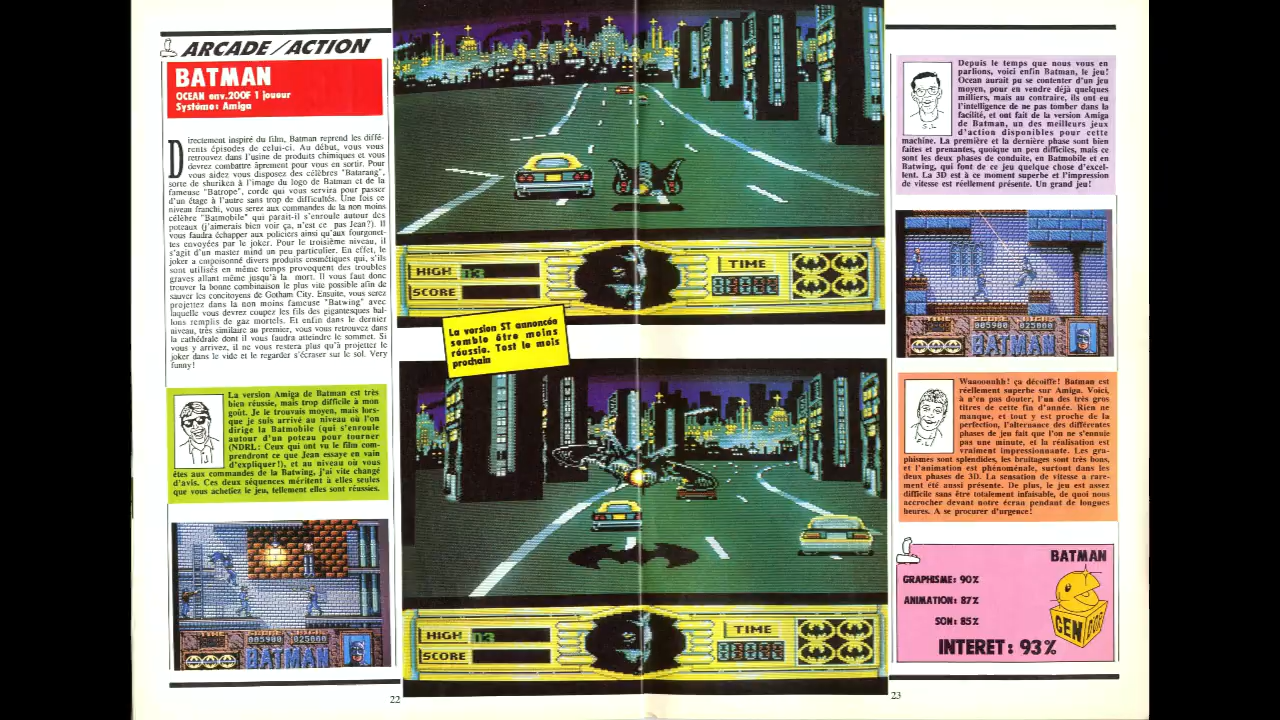 ARCADE/ACTION
BATMAN
OCEAN env.200F 1 joueur
Système: Amiga
Directement inspiré du film, Batman reprend les diffé-
rents épisodes de celui-ci. Au début, vous vous
retrouvez dans l'usine de produits chimiques et vous
devrez combattre âprement pour vous en sortir. Pour
vous aidez vous disposez des célèbres "Batarang",
sorte de shuriken à l'image du logo de Batman et de la
fameuse "Batrope", corde qui vous servira pour passer
d'un étage à l'autre sans trop de difficultés. Une fois ce
niveau franchi, vous serez aux commandes de la non moins
célèbre "Batmobile" qui parait-il s'enroule autour des
poteaux (j'aimerais bien voir ça, n'est ce pas Jean?). Il
vous faudra échapper aux policiers ainsi qu'aux fourgonet-
tes envoyées par le joker. Pour le troisième niveau, il
s'agit d'un master mind un peu particulier. En effet, le
joker a empoisonné divers produits cosmétiques qui, s'ils
sont utilisés en même temps provoquent des troubles
graves allant même jusqu'à la mort. Il vous faut donc
trouver la bonne combinaison le plus vite possible afin de
sauver les concitoyens de Gotham City. Ensuite, vous serez
projettez dans la non moins fameuse "Batwing" avec
laquelle vous devrez coupez les fils des gigantesques bal-
lons remplis de gaz mortels. Et enfin dans le dernier
niveau, très similaire au premier, vous vous retrouvez dans
la cathédrale dont il vous faudra atteindre le sommet. Si
vous y arrivez, il ne vous restera plus qu'à projetter le
joker dans le vide et le regarder s'écraser sur le sol. Very
funny!
La version Amiga de Batman est très
bien réussie, mais trop difficile à mon
goût. Je le trouvais moyen, mais lors-
que je suis arrivé au niveau où l'on
dirige la Batmobile (qui s'enroule
autour d'un poteau pour tourner
(NDRL: Ceux qui ont vu le film com-
prendront ce que Jean essaye en vain
d'expliquer!), et au niveau où vous
êtes aux commandes de la Batwing, j'ai vite changé
d'avis. Ces deux séquences méritent à elles seules
que vous achetiez le jeu, tellement elles sont réussies.
TIME
005980 025000
BATMAN
22
HIGH
SCORE
TIME
La version ST annoncée
semble être moins
réussie. Test le mois
prochain
HIGH
SCORE
TIME
Depuis le temps que nous vous en
parlions, voici enfin Batman, le jeu!
Ocean aurait pu se contenter d'un jeu
moyen, pour en vendre déjà quelques
milliers, mais au contraire, ils ont eu
l'intelligence de ne pas tomber dans la
facilité, et ont fait de la version Amiga
de Batman, un des meilleurs jeux
d'action disponibles pour cette
machine. La première et la dernière phase sont bien
faites et prenantes, quoique un peu difficiles, mais ce
sont les deux phases de conduite, en Batmobile et en
Batwing, qui font de ce jeu quelque chose d'excel-
lent. La 3D est à ce moment superbe et l'impression
de vitesse est réellement présente. Un grand jeu!
005980 025000
BATMAN
Waaoouuhh! ça décoiffe! Batman est
réellement superbe sur Amiga. Voici,
à n'en pas douter, l'un des très gros
titres de cette fin d'année. Rien ne
manque, et tout y est proche de la
perfection, l'alternance des différentes
phases de jeu fait que l'on ne s'ennuie
pas une minute, et la réalisation est
vraiment impressionnante. Les gra-
phismes sont splendides, les bruitages sont très bons,
et l'animation est phénoménale, surtout dans les
deux phases de 3D. La sensation de vitesse a rare-
ment été aussi présente. De plus, le jeu est assez
difficile sans être totalement infaisable, de quoi nous
accrocher devant notre écran pendant de longues
heures. A se procurer d'urgence!
BATMAN
GRAPHISME: 90%
ANIMATION: 87%
SON: 85%
INTERET: 93%
GEN
23